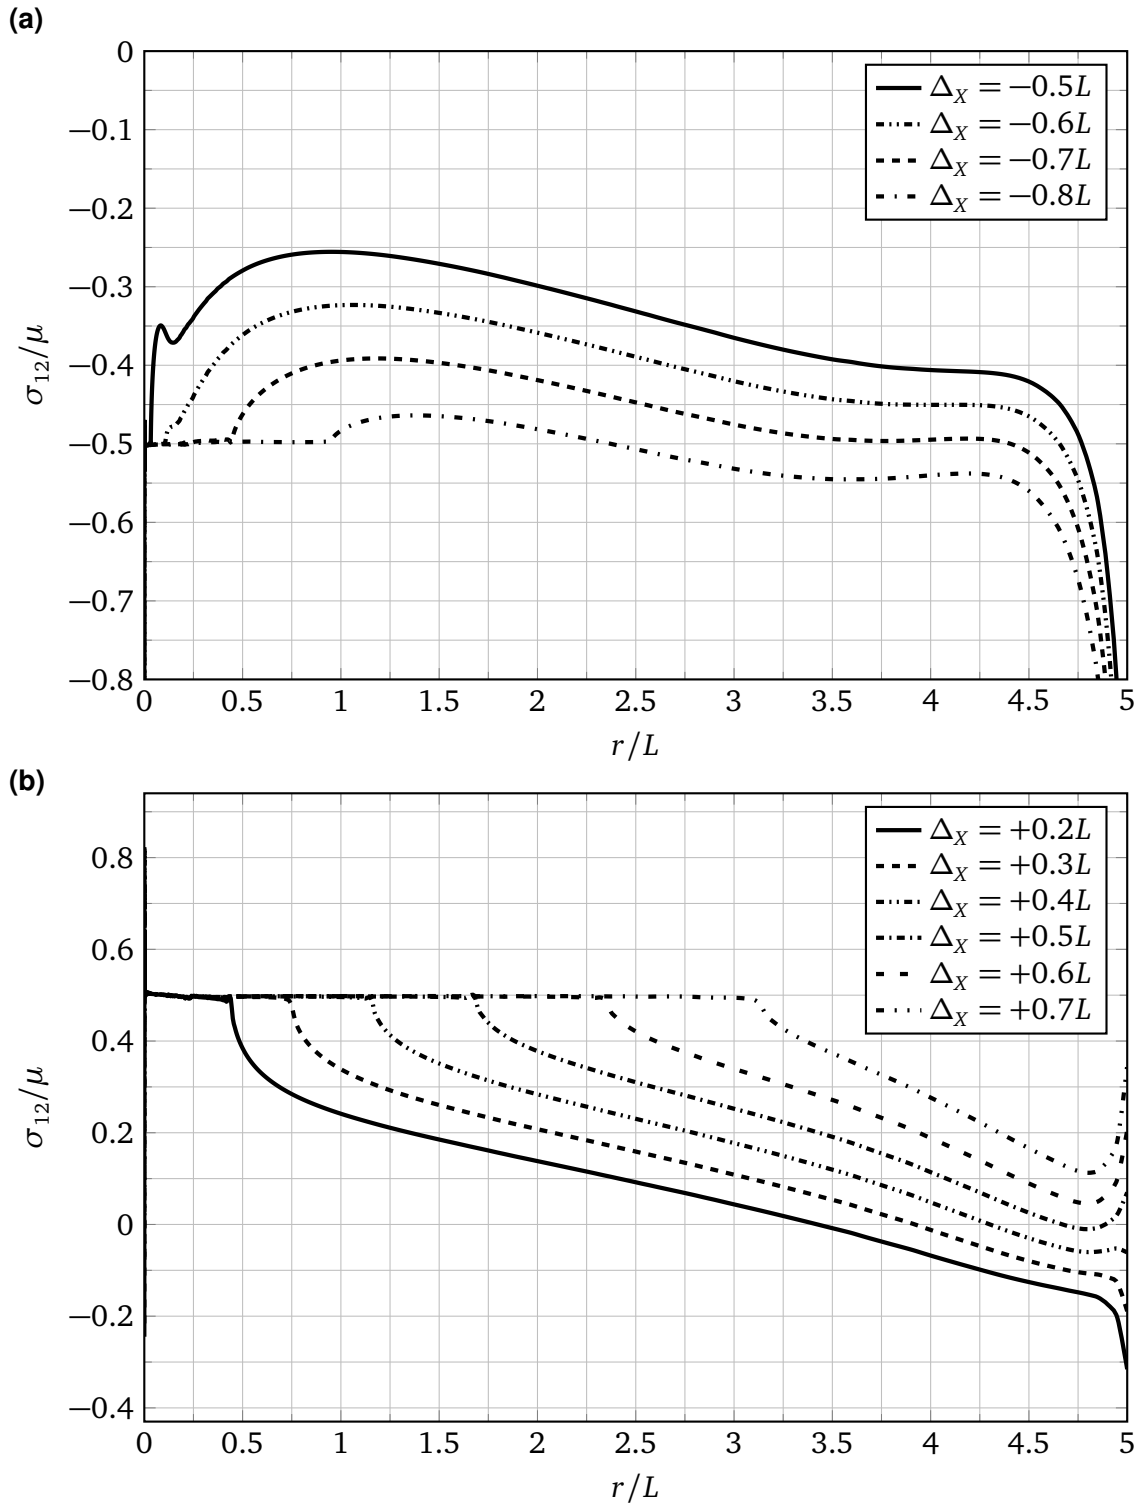 (a)
0
−0.1
−0.2
−0.3
−0.4
−0.5
−0.6
−0.7
−0.8
σ₁₂/μ
Δ_X = −0.5L
Δ_X = −0.6L
Δ_X = −0.7L
Δ_X = −0.8L
0 0.5 1 1.5 2 2.5 3 3.5 4 4.5 5
r/L
(b)
0.8
0.6
0.4
0.2
0
−0.2
−0.4
σ₁₂/μ
Δ_X = +0.2L
Δ_X = +0.3L
Δ_X = +0.4L
Δ_X = +0.5L
Δ_X = +0.6L
Δ_X = +0.7L
0 0.5 1 1.5 2 2.5 3 3.5 4 4.5 5
r/L